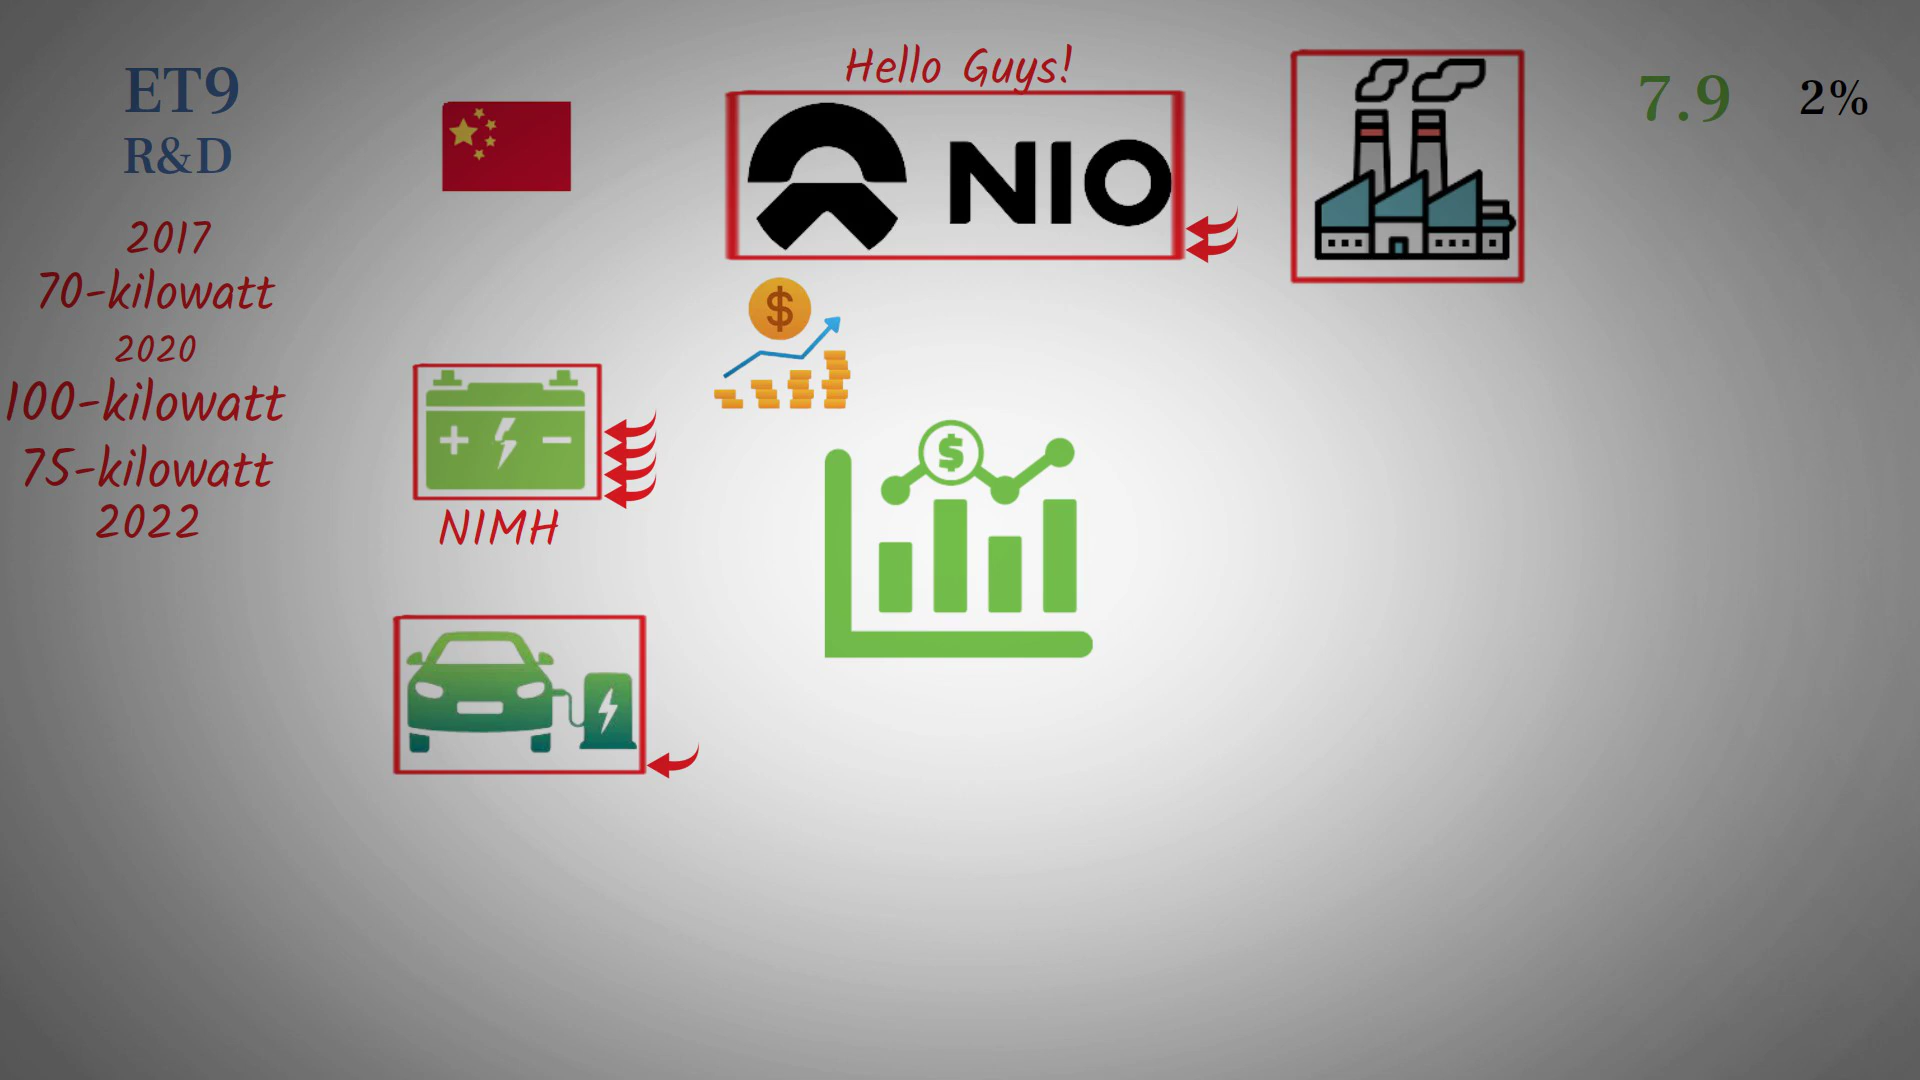 Hello Guys!
NIO
ET9
R&D
2017
70-kilowatt
2020
100-kilowatt
75-kilowatt
2022
$
+ -
NIMH
$
7.9
2%